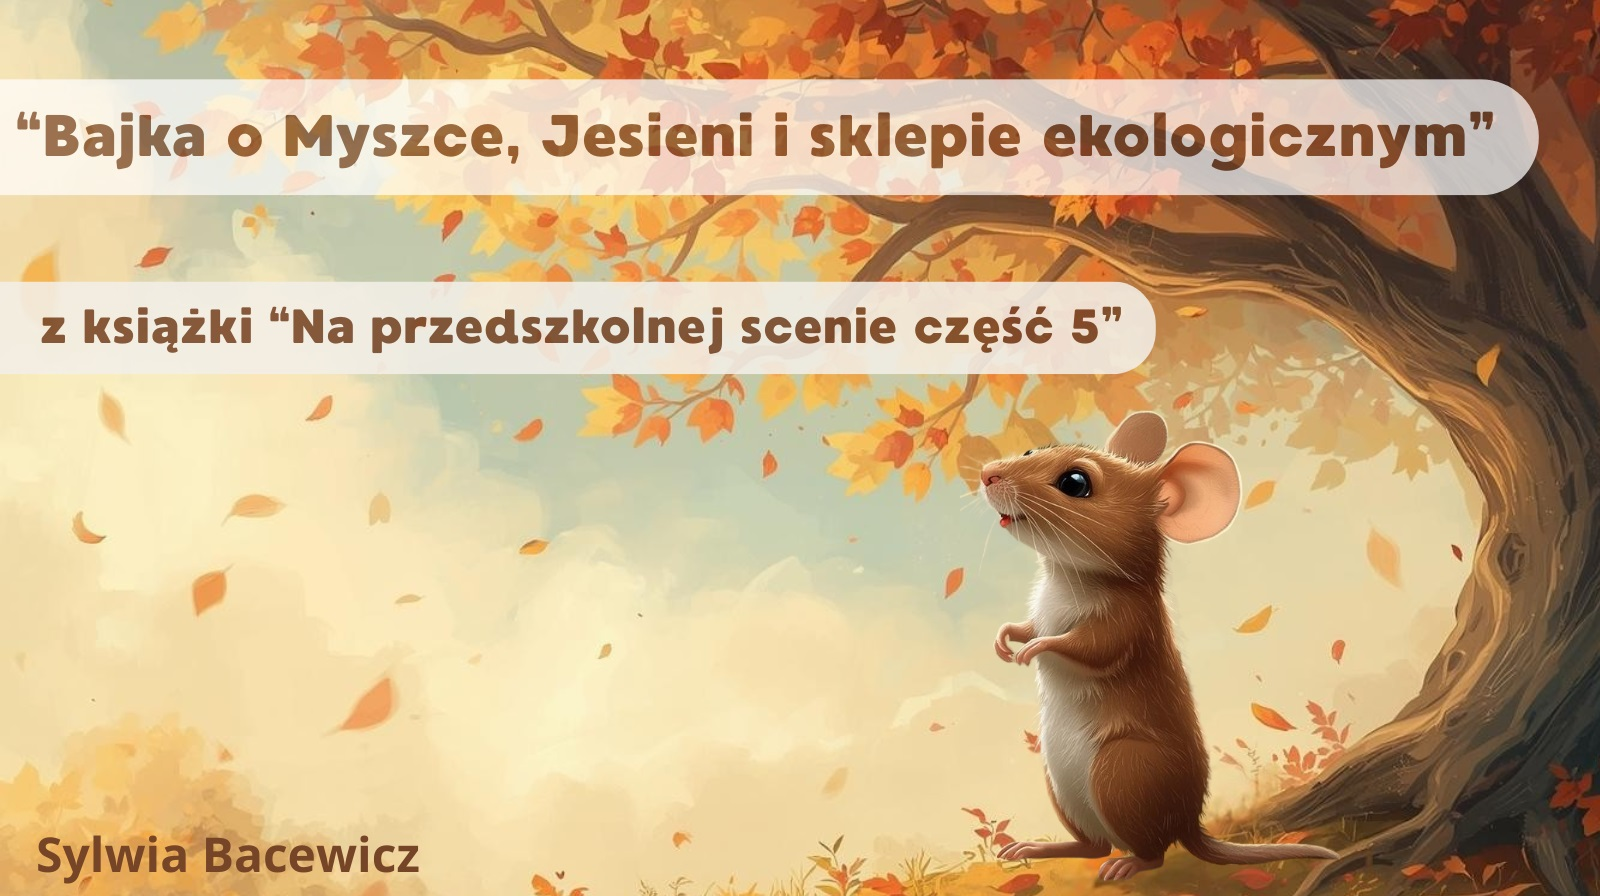 “Bajka o Myszce, Jesieni i sklepie ekologicznym”
z książki “Na przedszkolnej scenie część 5”
Sylwia Bacewicz